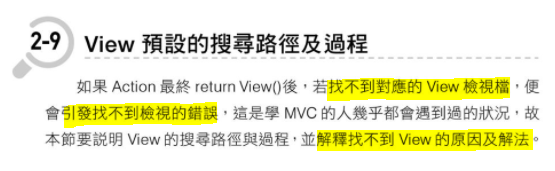 2-9 View 預設的搜尋路徑及過程
如果 Action 最終 return View()後，若找不到對應的 View 檢視檔，便
會引發找不到檢視的錯誤，這是學 MVC 的人幾乎都會遇到過的狀況，故
本節要說明 View 的搜尋路徑與過程，並解釋找不到 View 的原因及解法。